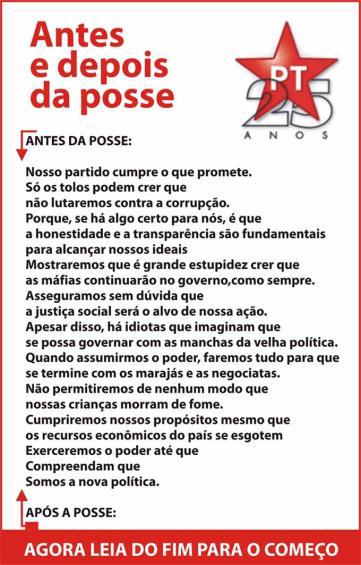 Antes
e depois
da posse
PT
25
ANOS
ANTES DA POSSE:
Nosso partido cumpre o que promete.
Só os tolos podem crer que
não lutaremos contra a corrupção.
Porque, se há algo certo para nós, é que
a honestidade e a transparência são fundamentais
para alcançar nossos ideais
Mostraremos que é grande estupidez crer que
as máfias continuarão no governo,como sempre.
Asseguramos sem dúvida que
a justiça social será o alvo de nossa ação.
Apesar disso, há idiotas que imaginam que
se possa governar com as manchas da velha política.
Quando assumirmos o poder, faremos tudo para que
se termine com os marajás e as negociatas.
Não permitiremos de nenhum modo que
nossas crianças morram de fome.
Cumpriremos nossos propósitos mesmo que
os recursos econômicos do país se esgotem
Exerceremos o poder até que
Compreendam que
Somos a nova política.
APÓS A POSSE:
AGORA LEIA DO FIM PARA O COMEÇO